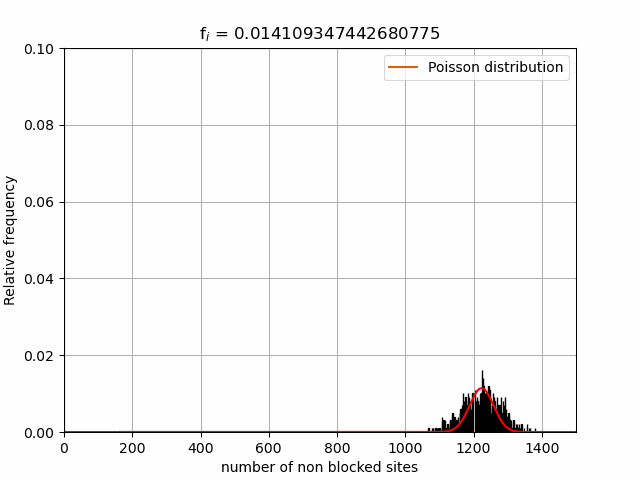 f_i = 0.014109347442680775
0.10
Poisson distribution
0.08
0.06
0.04
0.02
0.00
Relative frequency
0 200 400 600 800 1000 1200 1400
number of non blocked sites